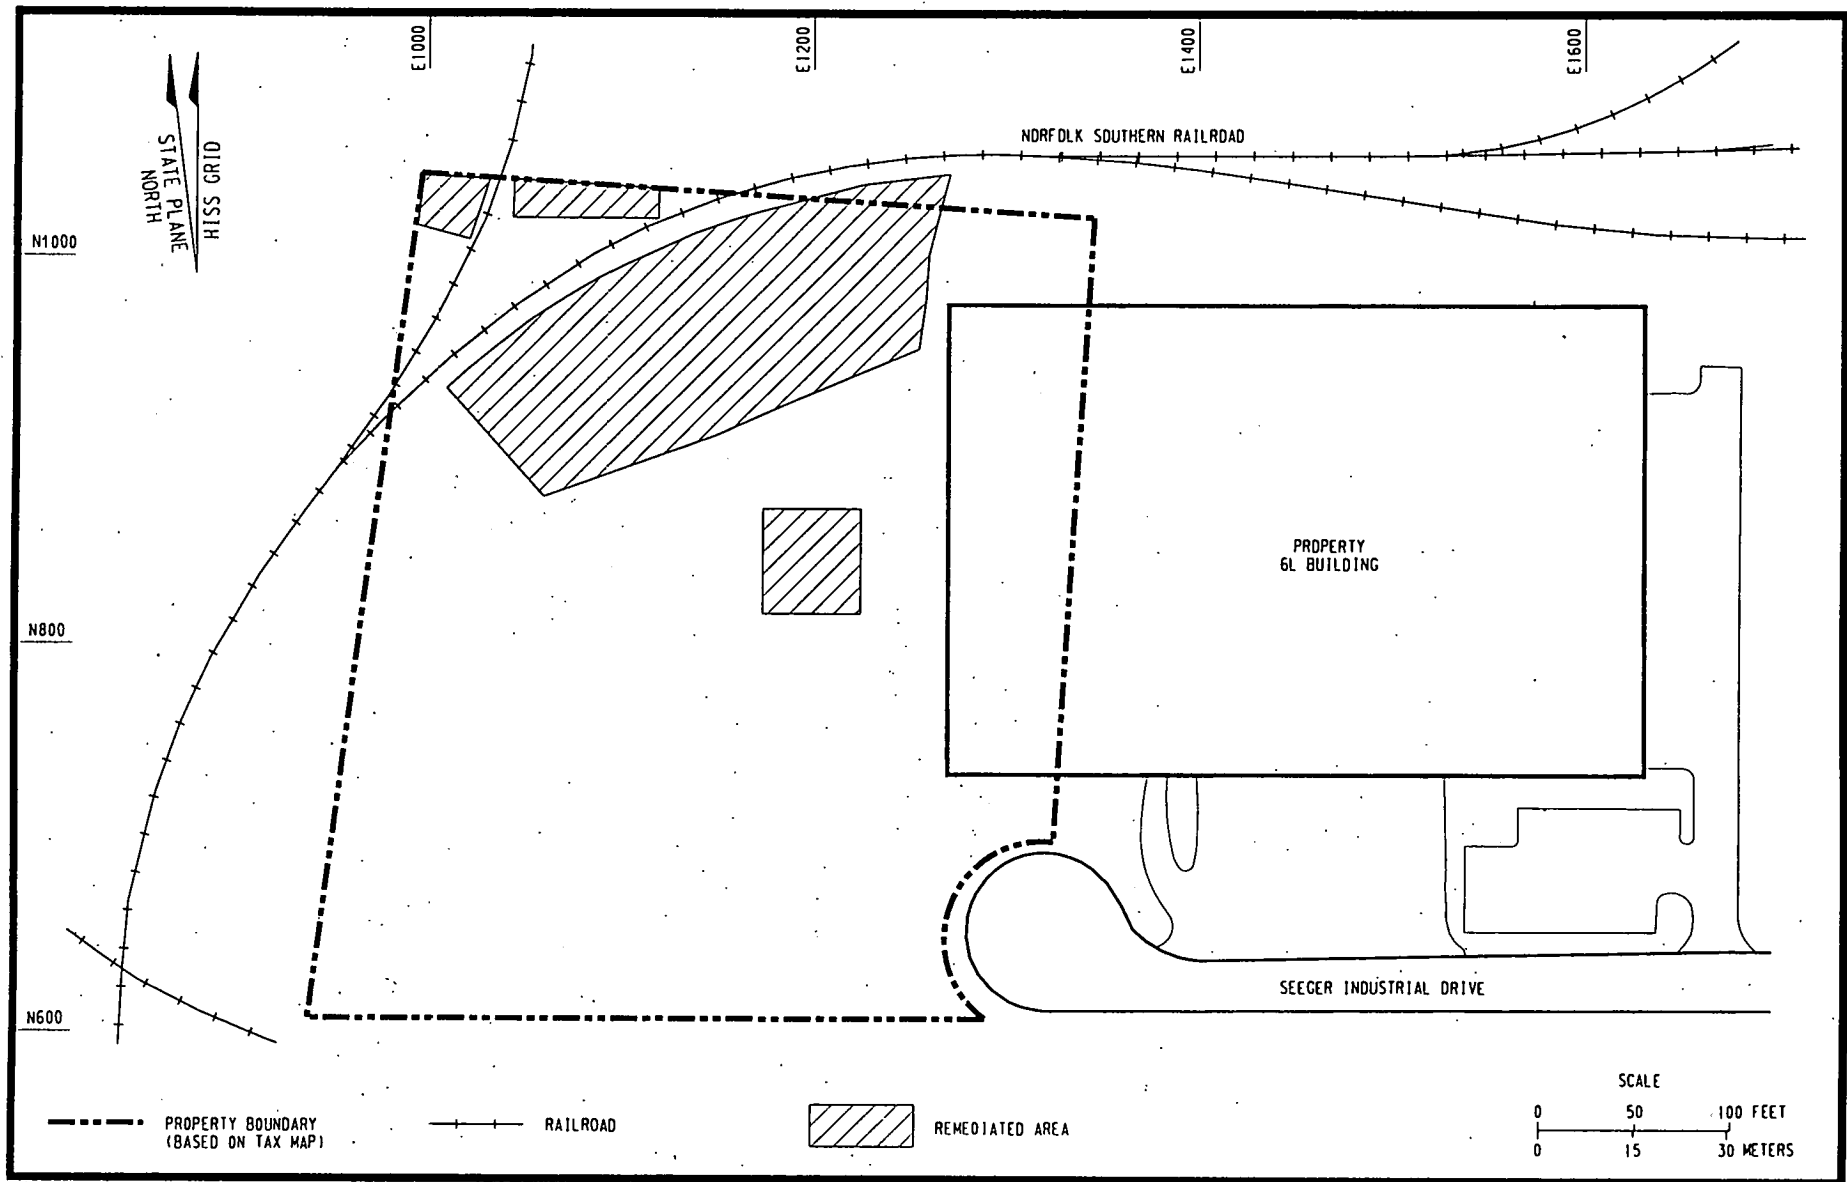 E1000
E1200
E1400
E1600
NORFOLK SOUTHERN RAILROAD
HISS GRID
STATE PLANE
NORTH
N1000
PROPERTY
6L BUILDING
N800
SEEGER INDUSTRIAL DRIVE
N600
SCALE
0 50 100 FEET
0 15 30 METERS
PROPERTY BOUNDARY
(BASED ON TAX MAP)
RAILROAD
REMEDIATED AREA